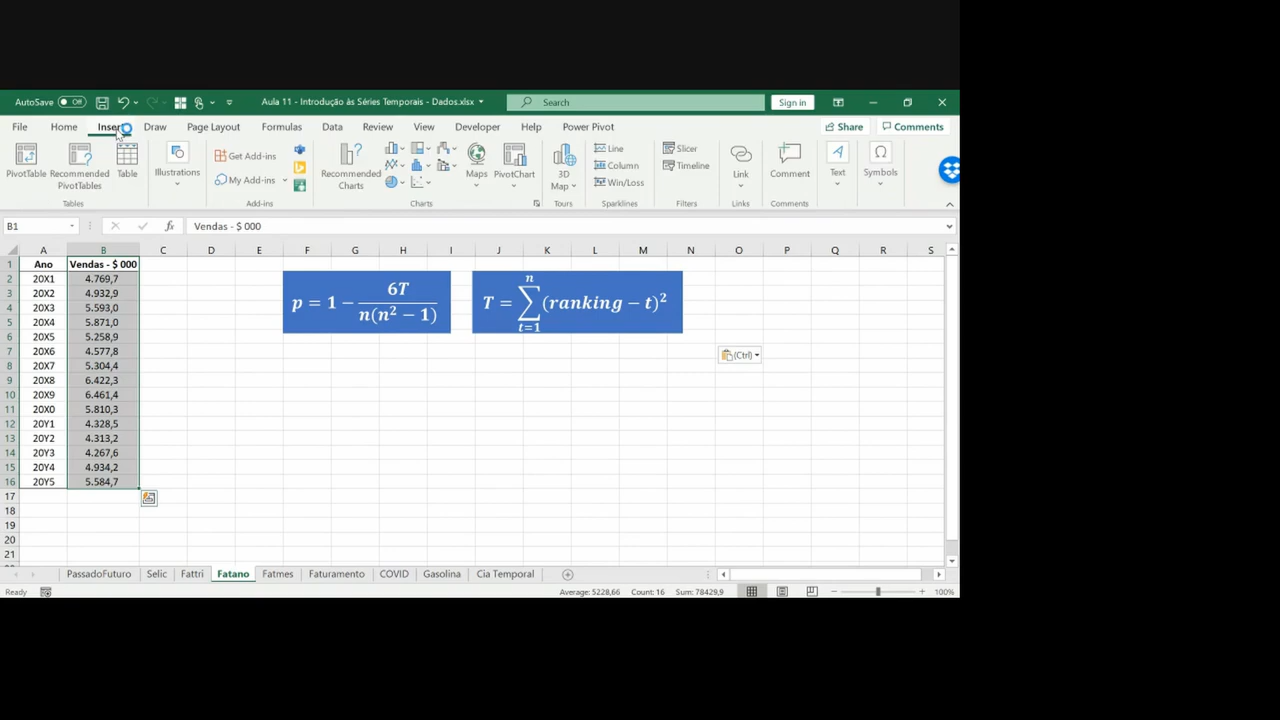 AutoSave Off Aula 11 - Introdução às Séries Temporais - Dados.xlsx Search Sign in
File Home Insert Draw Page Layout Formulas Data Review View Developer Help Power Pivot Share Comments
PivotTable Recommended PivotTables Table Illustrations Get Add-ins My Add-ins Recommended Charts Maps PivotChart 3D Map Line Column Win/Loss Slicer Timeline Link Comment Text Symbols
Tables Add-ins Charts Tours Sparklines Filters Links Comments
B1 fx Vendas - $ 000
A B C D E F G H I J K L M N O P Q R S
1 Ano Vendas - $ 000
2 20X1 4.769,7
3 20X2 4.932,9
4 20X3 5.593,0
5 20X4 5.871,0
6 20X5 5.258,9
7 20X6 4.577,8
8 20X7 5.304,4
9 20X8 6.422,3
10 20X9 6.461,4
11 20X0 5.810,3
12 20Y1 4.328,5
13 20Y2 4.313,2
14 20Y3 4.267,6
15 20Y4 4.934,2
16 20Y5 5.584,7
17
18
19
20
21
p = 1 − 6T / n(n² − 1)
T = ∑ t=1 n (ranking − t)²
(Ctrl)
PassadoFuturo Selic Fattri Fatano Fatmes Faturamento COVID Gasolina Cia Temporal
Ready Average: 5228,66 Count: 16 Sum: 78429,9 100%